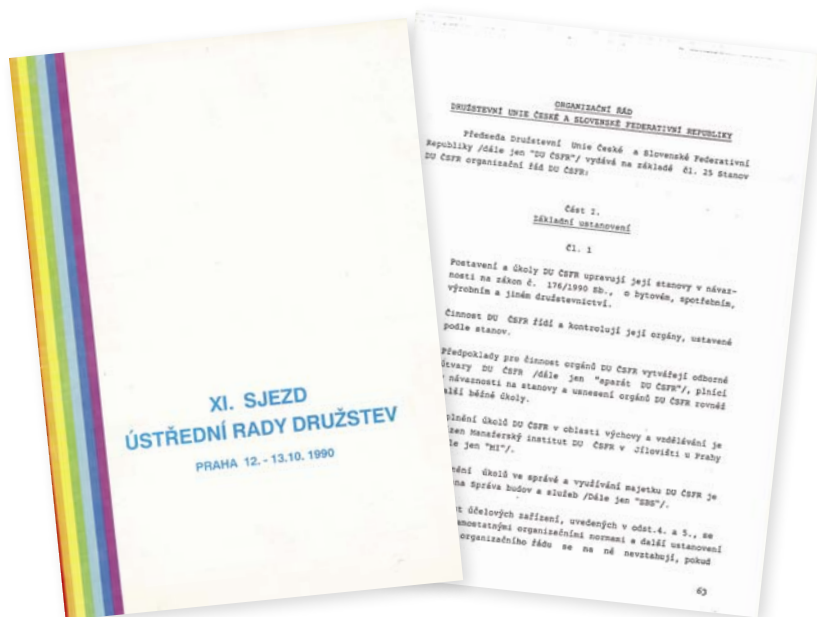 XI. SJEZD
ÚSTŘEDNÍ RADY DRUŽSTEV
PRAHA 12. - 13.10. 1990
ORGANIZAČNÍ ŘÁD
DRUŽSTEVNÍ UNIE ČESKÉ A SLOVENSKÉ FEDERATIVNÍ REPUBLIKY
Předseda Družstevní Unie České a Slovenské Federativní
Republiky /dále jen "DU ČSFR"/ vydává na základě čl. 25 Stanov
DU ČSFR organizační řád DU ČSFR:
Část I.
Základní ustanovení
Čl. 1
Postavení a úkoly DU ČSFR upravují její stanovy v návaz-
nosti na zákon č. 176/1990 Sb., o bytovém, spotřebním,
výrobním a jiném družstevnictví.
Činnost DU ČSFR řídí a kontrolují její orgány, ustavené
podle stanov.
Předpoklady pro činnost orgánů DU ČSFR vytvářejí odborné
útvary DU ČSFR /dále jen "aparát DU ČSFR"/, plnící
v návaznosti na stanovy a usnesení orgánů DU ČSFR rovněž
další běžné úkoly.
plnění úkolů DU ČSFR v oblasti výchovy a vzdělávání je
zen Manažerský institut DU ČSFR v Jílovišti u Prahy
le jen "MI"/.
nění úkolů ve správě a využívání majetku DU ČSFR je
ena Správa budov a služeb /Dále jen "SBS"/.
st účelových zařízení, uvedených v odst.4. a 5., se
amostatnými organizačními normami a další ustanovení
organizačního řádu se na ně nevztahují, pokud
63